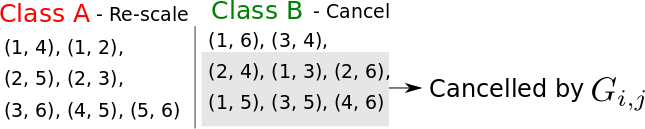 Class A - Re-scale
(1, 4), (1, 2),
(2, 5), (2, 3),
(3, 6), (4, 5), (5, 6)
Class B - Cancel
(1, 6), (3, 4),
(2, 4), (1, 3), (2, 6),
(1, 5), (3, 5), (4, 6)
Cancelled by G_{i,j}